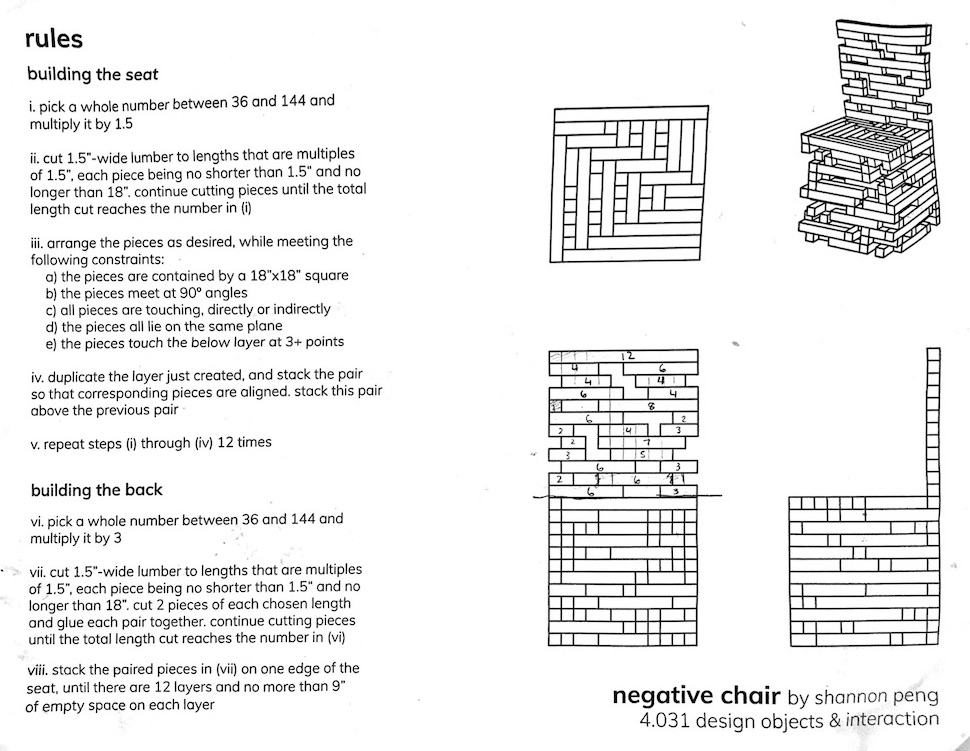 rules
building the seat
i. pick a whole number between 36 and 144 and
multiply it by 1.5
ii. cut 1.5"-wide lumber to lengths that are multiples
of 1.5", each piece being no shorter than 1.5" and no
longer than 18". continue cutting pieces until the total
length cut reaches the number in (i)
iii. arrange the pieces as desired, while meeting the
following constraints:
a) the pieces are contained by a 18"x18" square
b) the pieces meet at 90° angles
c) all pieces are touching, directly or indirectly
d) the pieces all lie on the same plane
e) the pieces touch the below layer at 3+ points
iv. duplicate the layer just created, and stack the pair
so that corresponding pieces are aligned. stack this pair
above the previous pair
v. repeat steps (i) through (iv) 12 times
building the back
vi. pick a whole number between 36 and 144 and
multiply it by 3
vii. cut 1.5"-wide lumber to lengths that are multiples
of 1.5", each piece being no shorter than 1.5" and no
longer than 18". cut 2 pieces of each chosen length
and glue each pair together. continue cutting pieces
until the total length cut reaches the number in (vi)
viii. stack the paired pieces in (vii) on one edge of the
seat, until there are 12 layers and no more than 9"
of empty space on each layer
12
4 6
4 4
6 4
8
6 2
2 4 3
2 7
3 5
6 3
2 6
6 3
negative chair by shannon peng
4.031 design objects & interaction